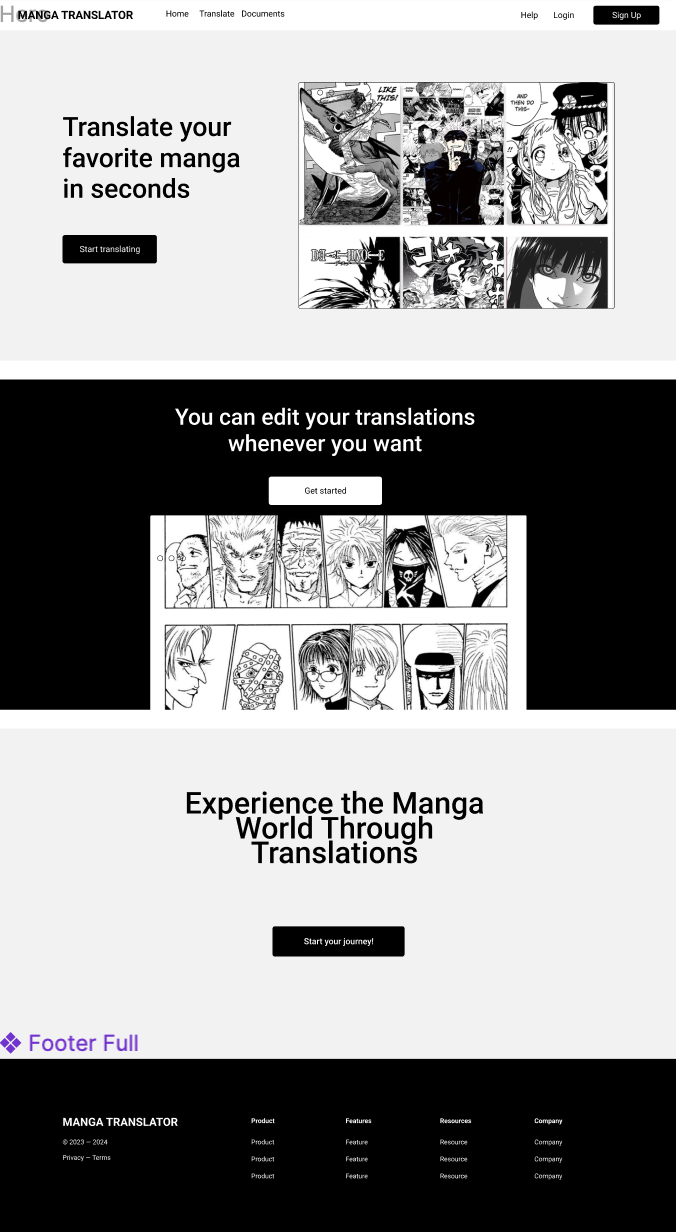 Hero
MANGA TRANSLATOR
Home Translate Documents
Help Login Sign Up
Translate your
favorite manga
in seconds
Start translating
LIKE
THIS!
AND
THEN DO
THIS~
!!
You can edit your translations
whenever you want
Get started
Experience the Manga
World Through
Translations
Start your journey!
Footer Full
MANGA TRANSLATOR
© 2023 — 2024
Privacy — Terms
Product
Product
Product
Product
Features
Feature
Feature
Feature
Resources
Resource
Resource
Resource
Company
Company
Company
Company